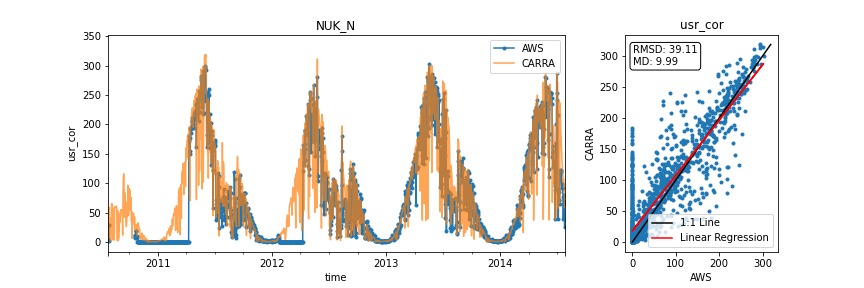 NUK_N
usr_cor
350
300
250
200
150
100
50
0
usr_cor
AWS
CARRA
2011
2012
2013
2014
time
RMSD: 39.11
MD: 9.99
300
250
200
150
100
50
0
CARRA
1:1 Line
Linear Regression
0
100
200
300
AWS